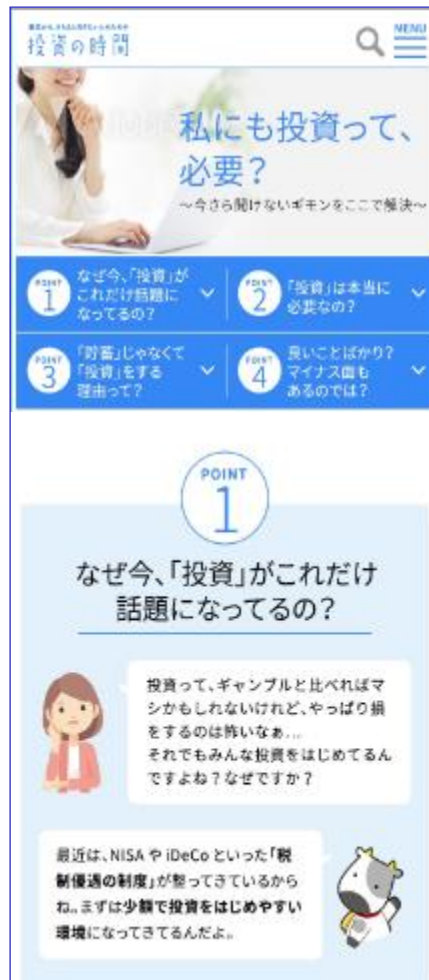 投資の時間
MENU
私にも投資って、
必要？
～今さら聞けないギモンをここで解決～
POINT
1
なぜ今、「投資」が
これだけ話題に
なってるの？
POINT
2
「投資」は本当に
必要なの？
POINT
3
「貯蓄」じゃなくて
「投資」をする
理由って？
POINT
4
良いことばかり？
マイナス面も
あるのでは？
POINT
1
なぜ今、「投資」がこれだけ
話題になってるの？
投資って、ギャンブルと比べればマ
シかもしれないけれど、やっぱり損
をするのは怖いなぁ...
それでもみんな投資をはじめてるん
ですよね？なぜですか？
最近は、NISA や iDeCo といった「税
制優遇の制度」が整ってきているから
ね。まずは少額で投資をはじめやすい
環境になってきてるんだよ。